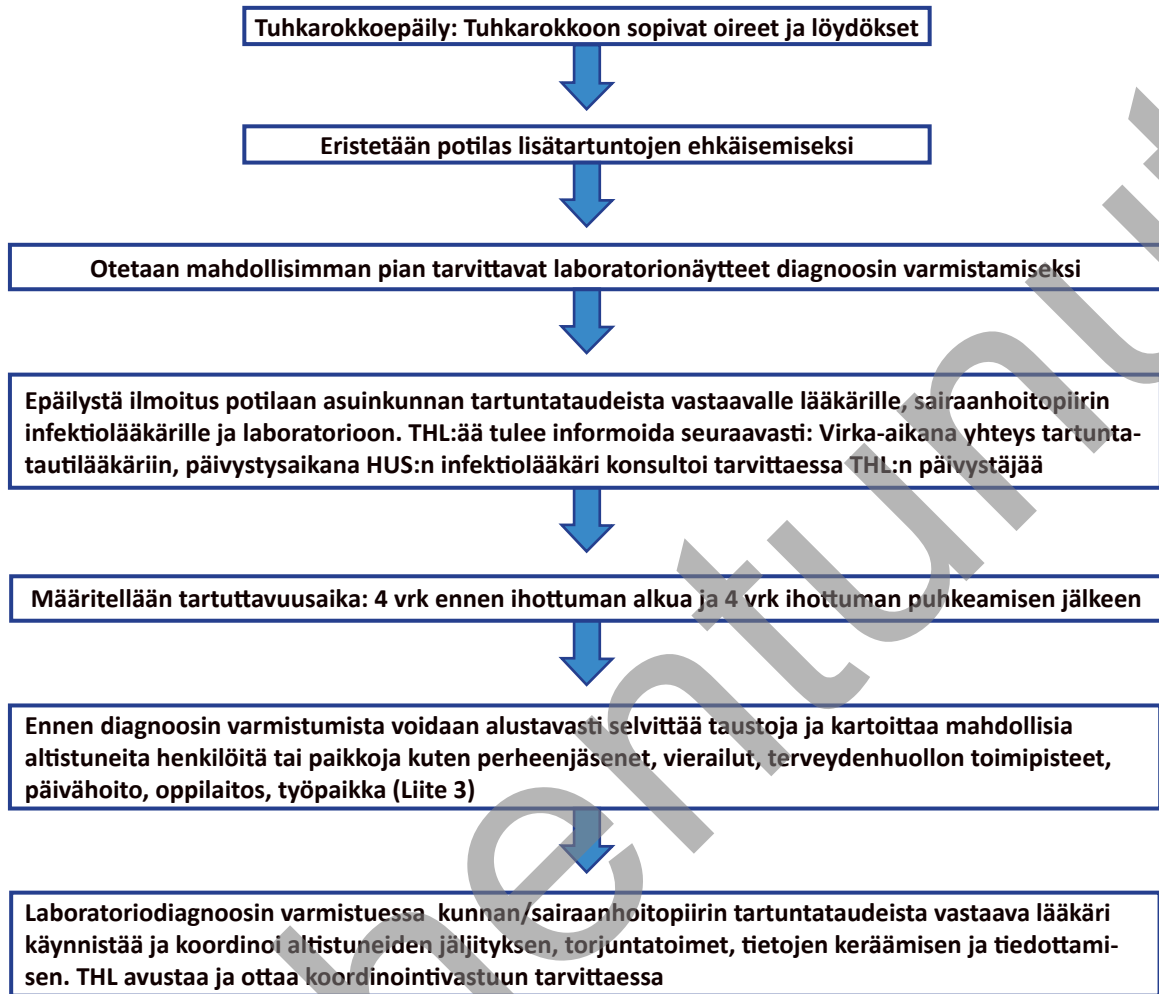 Tuhkarokkoepäily: Tuhkarokkoon sopivat oireet ja löydökset
Eristetään potilas lisätartuntojen ehkäisemiseksi
Otetaan mahdollisimman pian tarvittavat laboratorionäytteet diagnoosin varmistamiseksi
Epäilystä ilmoitus potilaan asuinkunnan tartuntataudeista vastaavalle lääkärille, sairaanhoitopiirin
infektiolääkärille ja laboratorioon. THL:ää tulee informoida seuraavasti: Virka-aikana yhteys tartunta-
tautilääkäriin, päivystysaikana HUS:n infektiolääkäri konsultoi tarvittaessa THL:n päivystäjää
Määritellään tartuttavuusaika: 4 vrk ennen ihottuman alkua ja 4 vrk ihottuman puhkeamisen jälkeen
Ennen diagnoosin varmistumista voidaan alustavasti selvittää taustoja ja kartoittaa mahdollisia
altistuneita henkilöitä tai paikkoja kuten perheenjäsenet, vierailut, terveydenhuollon toimipisteet,
päivähoito, oppilaitos, työpaikka (Liite 3)
Laboratoriodiagnoosin varmistuessa kunnan/sairaanhoitopiirin tartuntataudeista vastaava lääkäri
käynnistää ja koordinoi altistuneiden jäljityksen, torjuntatoimet, tietojen keräämisen ja tiedottami-
sen. THL avustaa ja ottaa koordinointivastuun tarvittaessa
hentunut